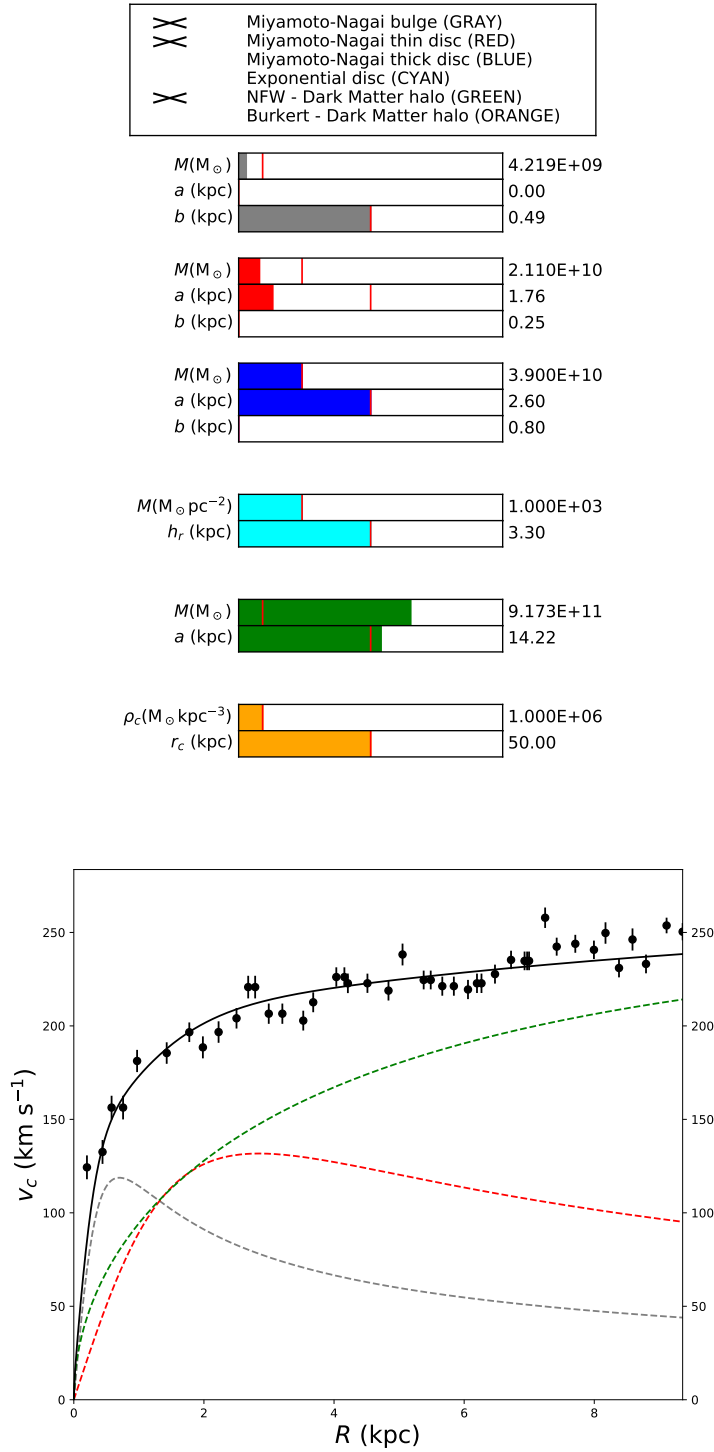 Miyamoto-Nagai bulge (GRAY)
Miyamoto-Nagai thin disc (RED)
Miyamoto-Nagai thick disc (BLUE)
Exponential disc (CYAN)
NFW - Dark Matter halo (GREEN)
Burkert - Dark Matter halo (ORANGE)
M(M⊙) 4.219E+09
a (kpc) 0.00
b (kpc) 0.49
M(M⊙) 2.110E+10
a (kpc) 1.76
b (kpc) 0.25
M(M⊙) 3.900E+10
a (kpc) 2.60
b (kpc) 0.80
M(M⊙pc⁻²) 1.000E+03
hᵣ (kpc) 3.30
M(M⊙) 9.173E+11
a (kpc) 14.22
ρc(M⊙kpc⁻³) 1.000E+06
rc (kpc) 50.00
250 250
200 200
150 150
100 100
50 50
0 0
vc (km s⁻¹)
0 2 4 6 8
R (kpc)